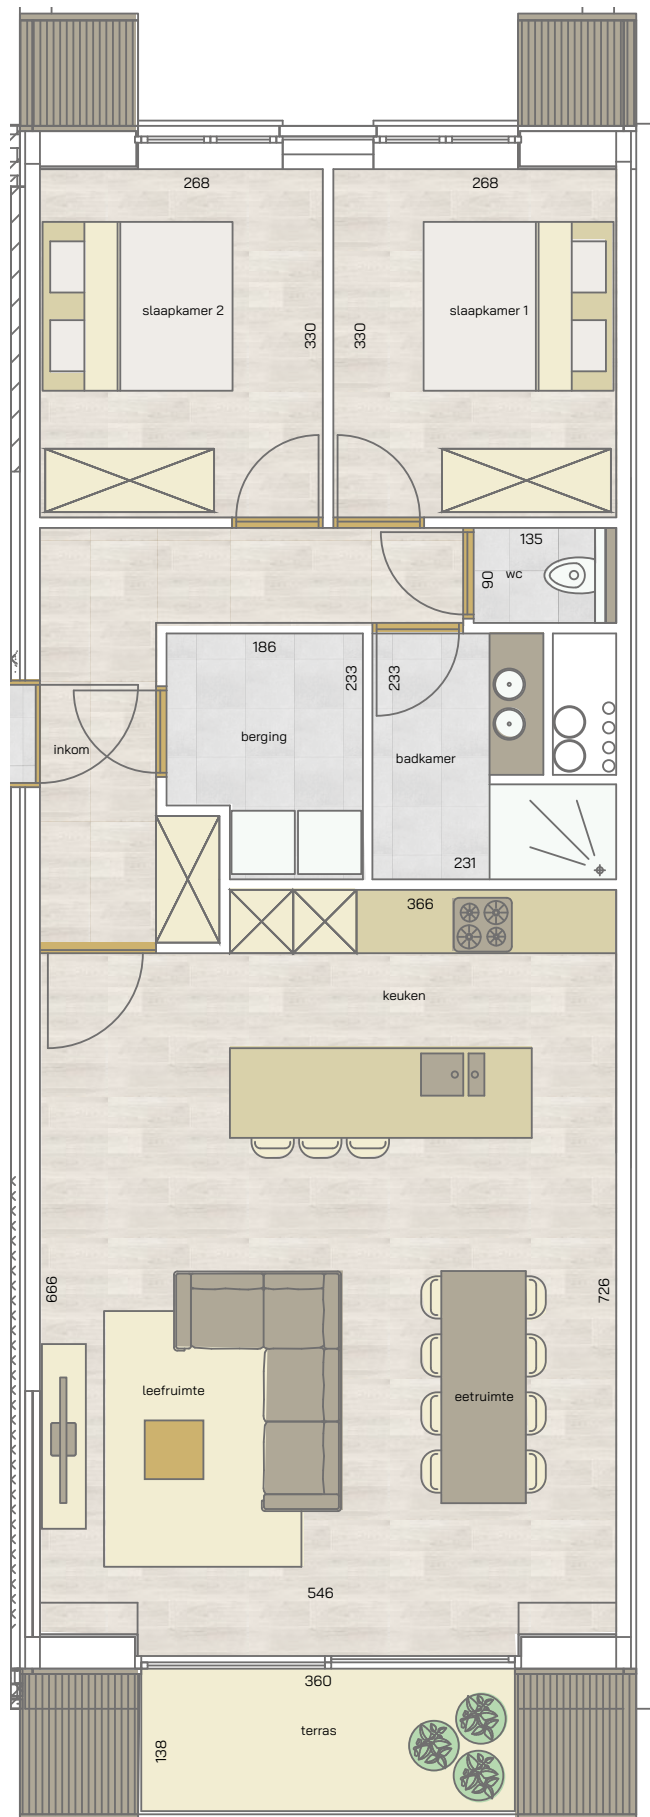 268
268
slaapkamer 2
slaapkamer 1
330
330
135
90
wc
186
233
233
berging
inkom
badkamer
231
366
keuken
666
726
leefruimte
eetruimte
546
360
terras
138